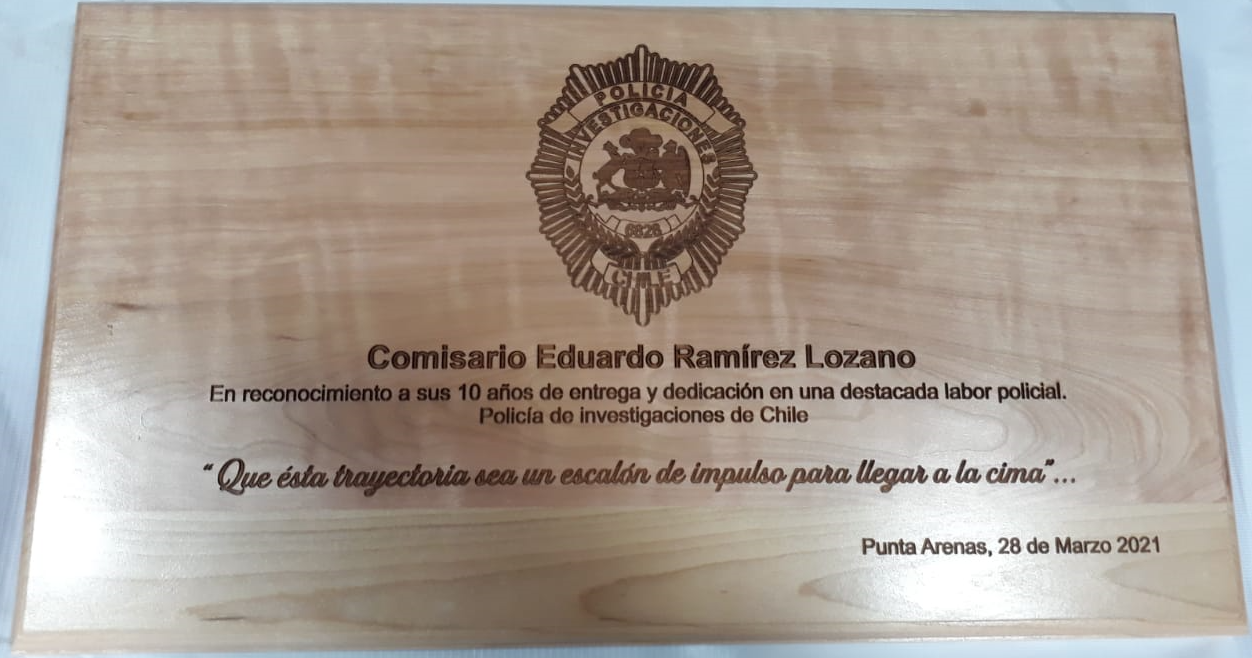 POLICIA
INVESTIGACIONES
6826
CHILE
Comisario Eduardo Ramírez Lozano
En reconocimiento a sus 10 años de entrega y dedicación en una destacada labor policial.
Policía de investigaciones de Chile
“Que ésta trayectoria sea un escalón de impulso para llegar a la cima”...
Punta Arenas, 28 de Marzo 2021